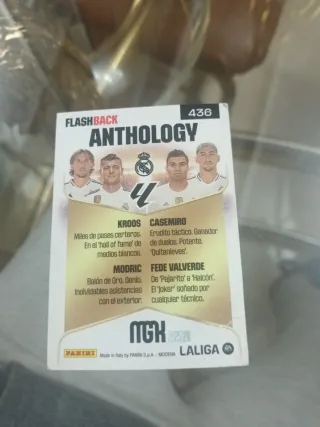 436
FLASHBACK
ANTHOLOGY
KROOS
Miles de pases certeros.
En el 'hall of fame' de
medios blancos.
CASEMIRO
Erudito táctico. Ganador
de duelos. Potente.
'Quitanieves'.
MODRIC
Balón de Oro. Genio.
Inolvidables asistencias
con el exterior.
FEDE VALVERDE
De 'Pajarito' a 'Halcón'.
El 'joker' soñado por
cualquier técnico.
MGK
PANINI
Made in Italy by PANINI S.p.A. - MODENA
LALIGA